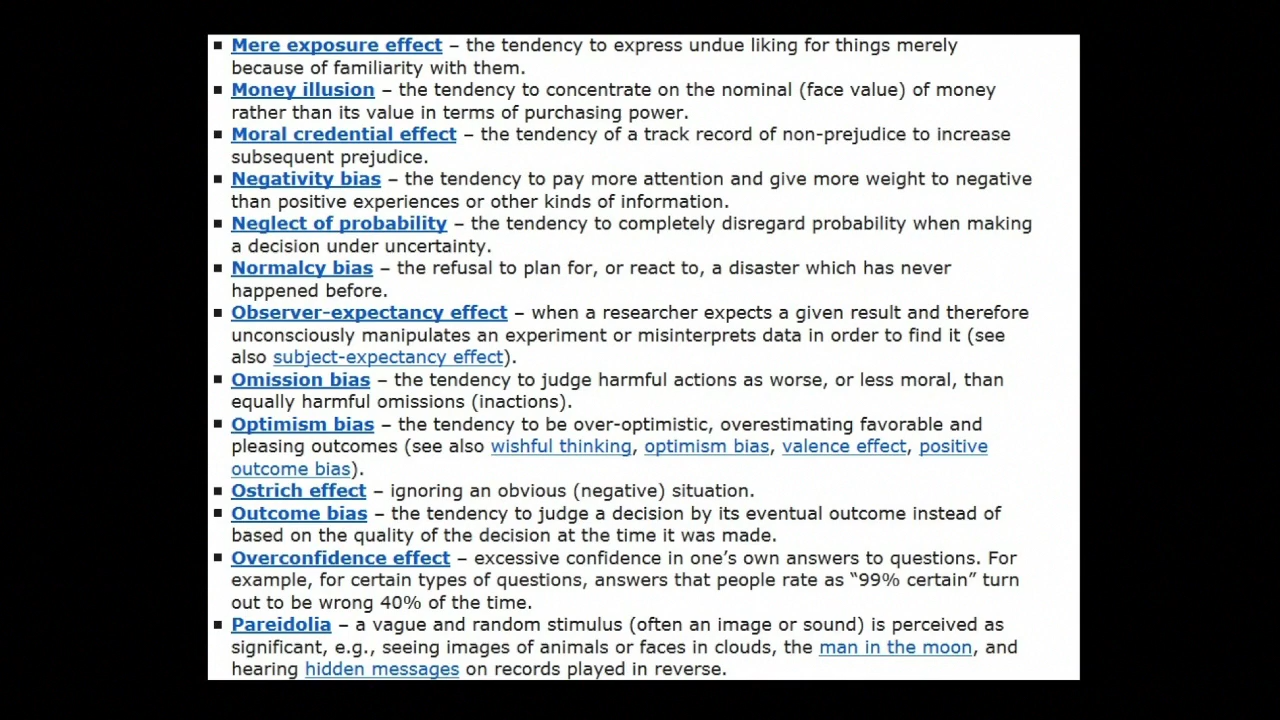 ▪ Mere exposure effect – the tendency to express undue liking for things merely
because of familiarity with them.
▪ Money illusion – the tendency to concentrate on the nominal (face value) of money
rather than its value in terms of purchasing power.
▪ Moral credential effect – the tendency of a track record of non-prejudice to increase
subsequent prejudice.
▪ Negativity bias – the tendency to pay more attention and give more weight to negative
than positive experiences or other kinds of information.
▪ Neglect of probability – the tendency to completely disregard probability when making
a decision under uncertainty.
▪ Normalcy bias – the refusal to plan for, or react to, a disaster which has never
happened before.
▪ Observer-expectancy effect – when a researcher expects a given result and therefore
unconsciously manipulates an experiment or misinterprets data in order to find it (see
also subject-expectancy effect).
▪ Omission bias – the tendency to judge harmful actions as worse, or less moral, than
equally harmful omissions (inactions).
▪ Optimism bias – the tendency to be over-optimistic, overestimating favorable and
pleasing outcomes (see also wishful thinking, optimism bias, valence effect, positive
outcome bias).
▪ Ostrich effect – ignoring an obvious (negative) situation.
▪ Outcome bias – the tendency to judge a decision by its eventual outcome instead of
based on the quality of the decision at the time it was made.
▪ Overconfidence effect – excessive confidence in one’s own answers to questions. For
example, for certain types of questions, answers that people rate as “99% certain” turn
out to be wrong 40% of the time.
▪ Pareidolia – a vague and random stimulus (often an image or sound) is perceived as
significant, e.g., seeing images of animals or faces in clouds, the man in the moon, and
hearing hidden messages on records played in reverse.